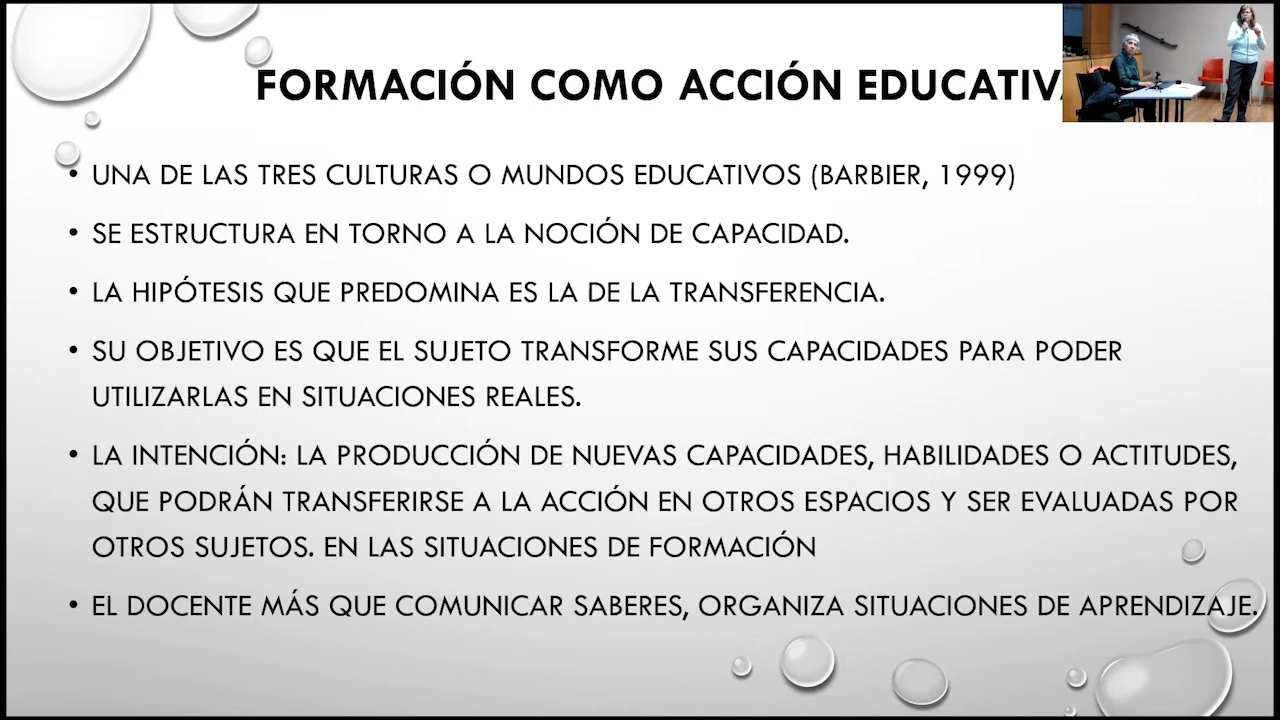 FORMACIÓN COMO ACCIÓN EDUCATIV
• UNA DE LAS TRES CULTURAS O MUNDOS EDUCATIVOS (BARBIER, 1999)
• SE ESTRUCTURA EN TORNO A LA NOCIÓN DE CAPACIDAD.
• LA HIPÓTESIS QUE PREDOMINA ES LA DE LA TRANSFERENCIA.
• SU OBJETIVO ES QUE EL SUJETO TRANSFORME SUS CAPACIDADES PARA PODER
UTILIZARLAS EN SITUACIONES REALES.
• LA INTENCIÓN: LA PRODUCCIÓN DE NUEVAS CAPACIDADES, HABILIDADES O ACTITUDES,
QUE PODRÁN TRANSFERIRSE A LA ACCIÓN EN OTROS ESPACIOS Y SER EVALUADAS POR
OTROS SUJETOS. EN LAS SITUACIONES DE FORMACIÓN
• EL DOCENTE MÁS QUE COMUNICAR SABERES, ORGANIZA SITUACIONES DE APRENDIZAJE.